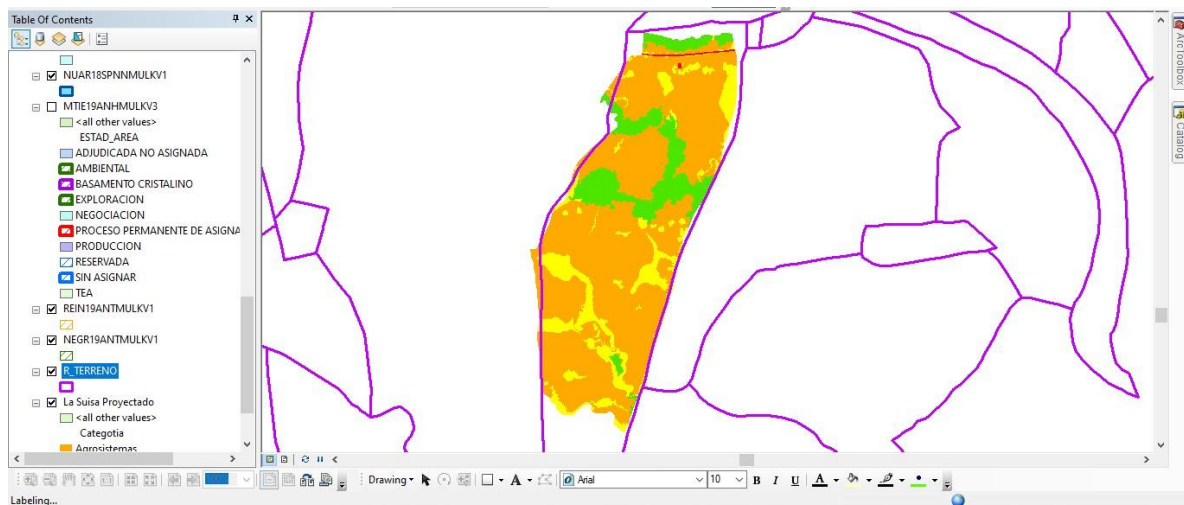 Table Of Contents
NUAR18SPNNMULKV1
MTIE19ANHMULKV3
<all other values>
ESTAD_AREA
ADJUDICADA NO ASIGNADA
AMBIENTAL
BASAMENTO CRISTALINO
EXPLORACION
NEGOCIACION
PROCESO PERMANENTE DE ASIGNA
PRODUCCION
RESERVADA
SIN ASIGNAR
TEA
REIN19ANTMULKV1
NEGR19ANTMULKV1
R_TERRENO
La Suisa Proyectado
<all other values>
Categotia
Agrosistemas
ArcToolbox
Catalog
Drawing
Arial
10
B I U A
Labeling...